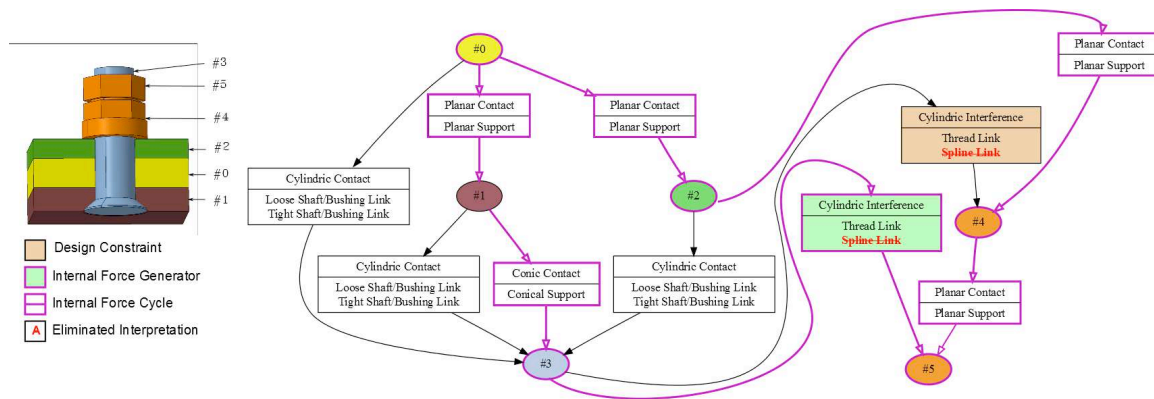 #3
#5
#4
#2
#0
#1
Design Constraint
Internal Force Generator
Internal Force Cycle
A
Eliminated Interpretation
#0
Planar Contact
Planar Support
Planar Contact
Planar Support
Cylindric Contact
Loose Shaft/Bushing Link
Tight Shaft/Bushing Link
#1
#2
Cylindric Contact
Loose Shaft/Bushing Link
Tight Shaft/Bushing Link
Conic Contact
Conical Support
Cylindric Contact
Loose Shaft/Bushing Link
Tight Shaft/Bushing Link
#3
Planar Contact
Planar Support
Cylindric Interference
Thread Link
Spline Link
Cylindric Interference
Thread Link
Spline Link
#4
Planar Contact
Planar Support
#5